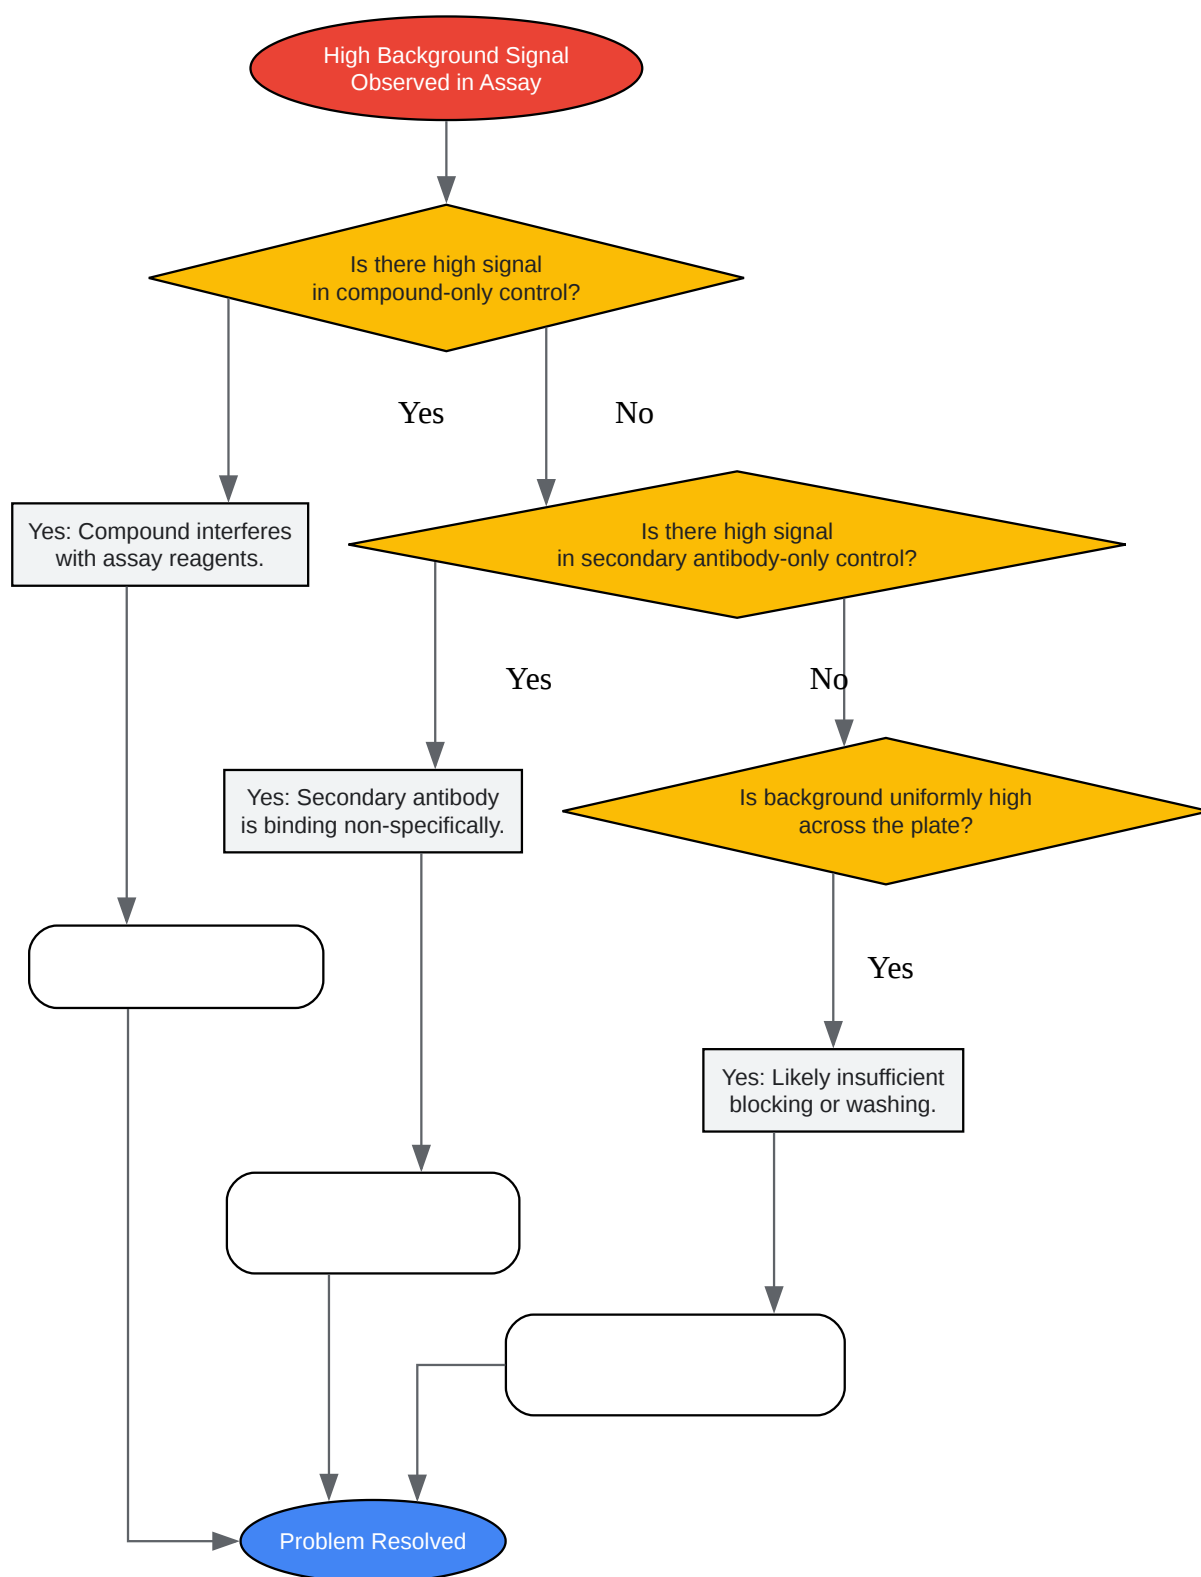 High Background Signal
Observed in Assay
Is there high signal
in compound-only control?
Yes
No
Yes: Compound interferes
with assay reagents.
Is there high signal
in secondary antibody-only control?
Yes
No
Yes: Secondary antibody
is binding non-specifically.
Is background uniformly high
across the plate?
Yes
Yes: Likely insufficient
blocking or washing.
Problem Resolved